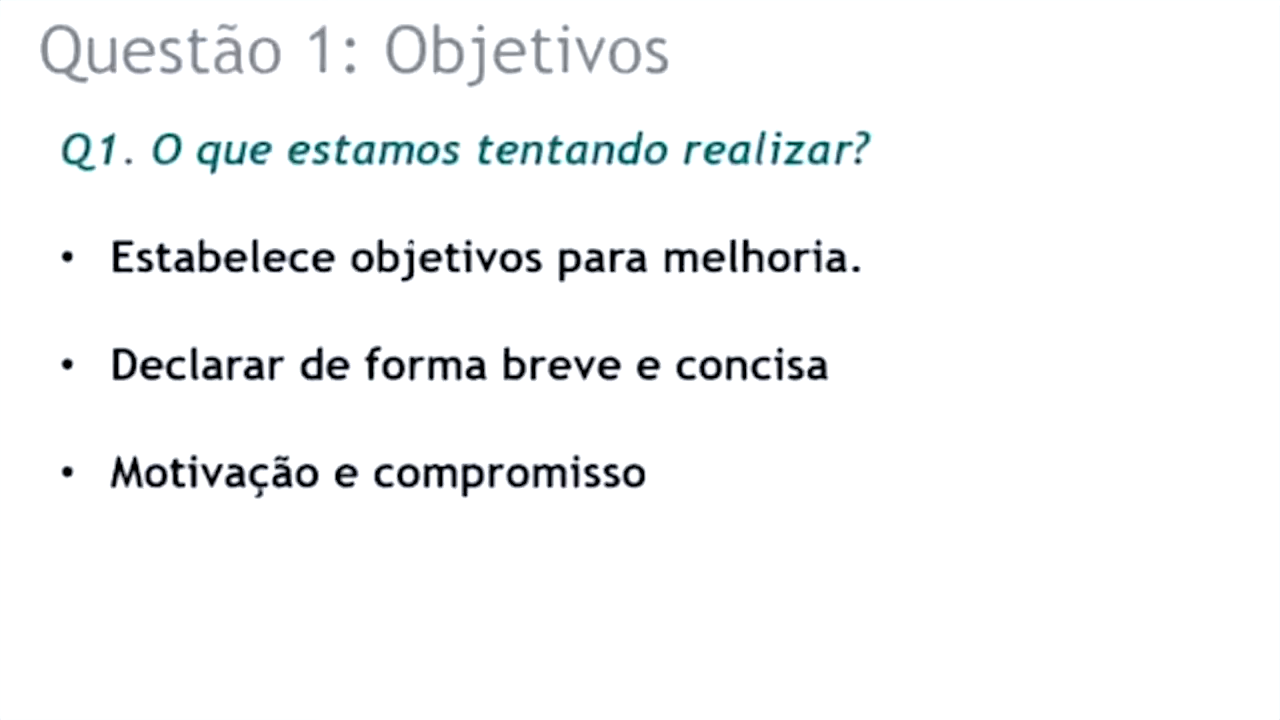 Questão 1: Objetivos
Q1. O que estamos tentando realizar?
• Estabelece objetivos para melhoria.
• Declarar de forma breve e concisa
• Motivação e compromisso